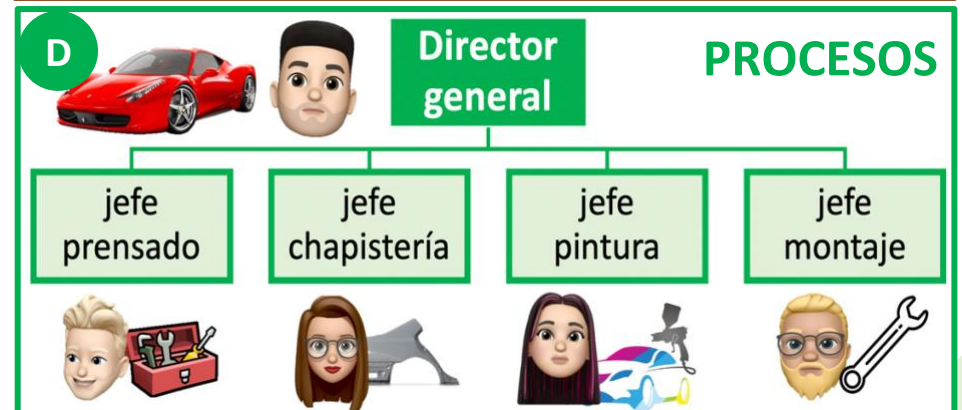 D
Director
general
PROCESOS
jefe
prensado
jefe
chapistería
jefe
pintura
jefe
montaje